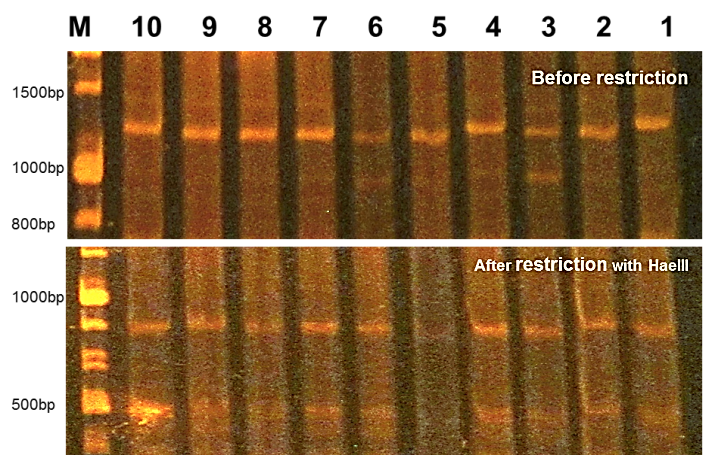 M 10 9 8 7 6 5 4 3 2 1
Before restriction
1500bp
1000bp
800bp
After restriction with HaeIII
1000bp
500bp